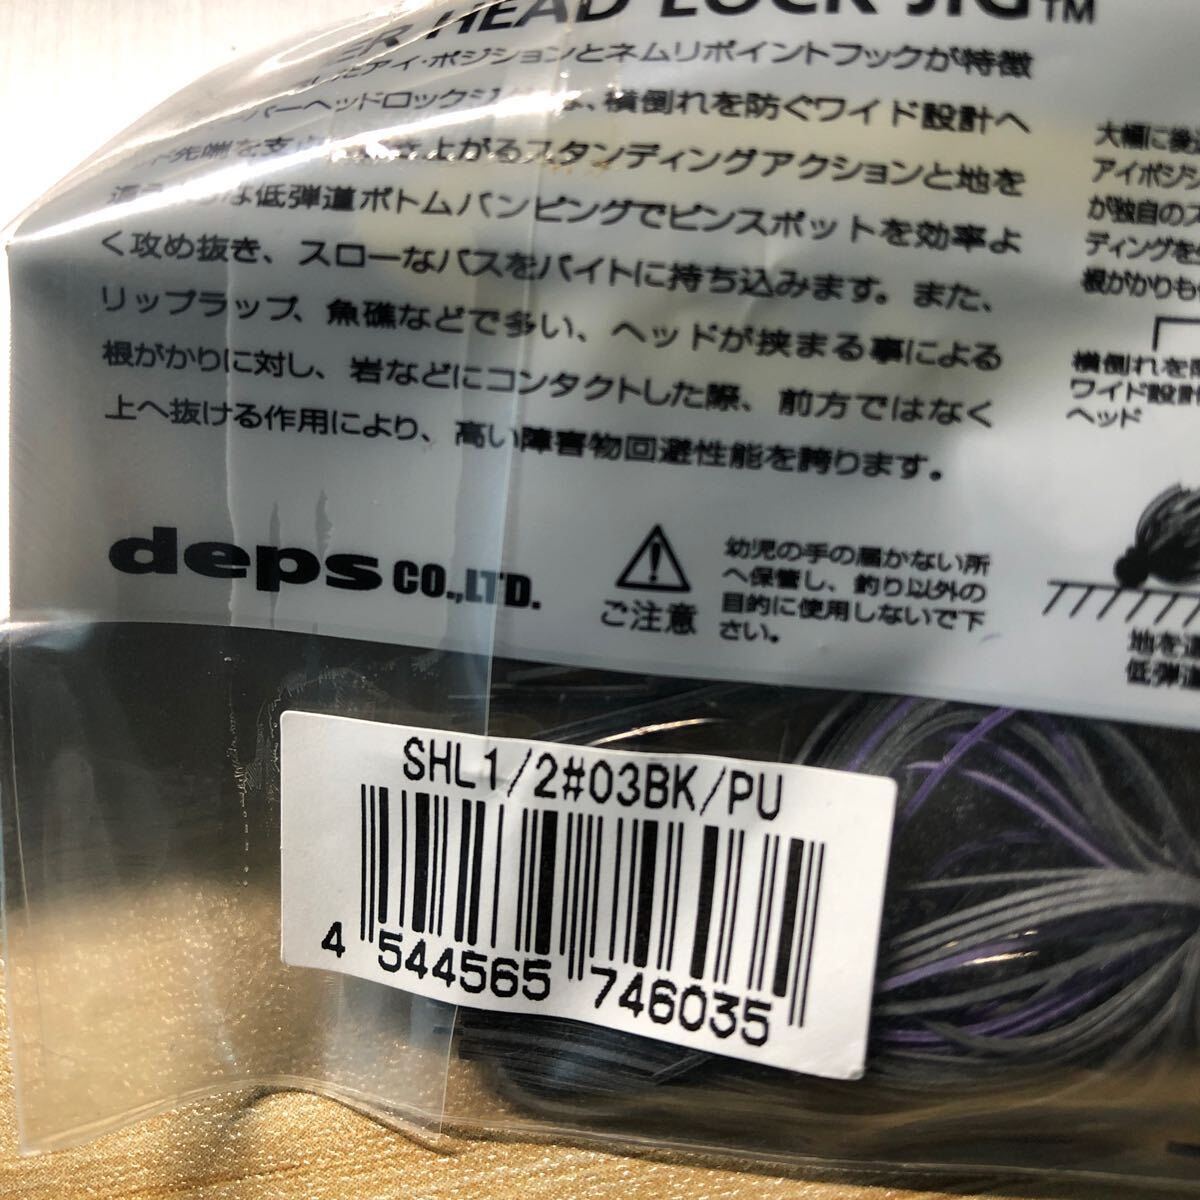 ER HEAD LOCK JIG™
アイ・ポジションとネムリポイントフックが特徴
ーパーヘッドロックジ は、横倒れを防ぐワイド設計へ
先端を支点 き上がるスタンディングアクションと地を
な低弾道ボトムバンピングでピンスポットを効率よ
く攻め抜き、スローなバスをバイトに持ち込みます。また、
リップラップ、魚礁などで多い、ヘッドが挟まる事による
根がかりに対し、岩などにコンタクトした際、前方ではなく
上へ抜ける作用により、高い障害物回避性能を誇ります。
大幅に後
アイポジシ
が独自のス
ディングを
根がかりも
横倒れを
ワイド設計
ヘッド
deps CO.,LTD.
ご注意
幼児の手の届かない所
へ保管し、釣り以外の
目的に使用しないで下
さい。
地を
低弾道
SHL1/2#03BK/PU
4 544565 746035